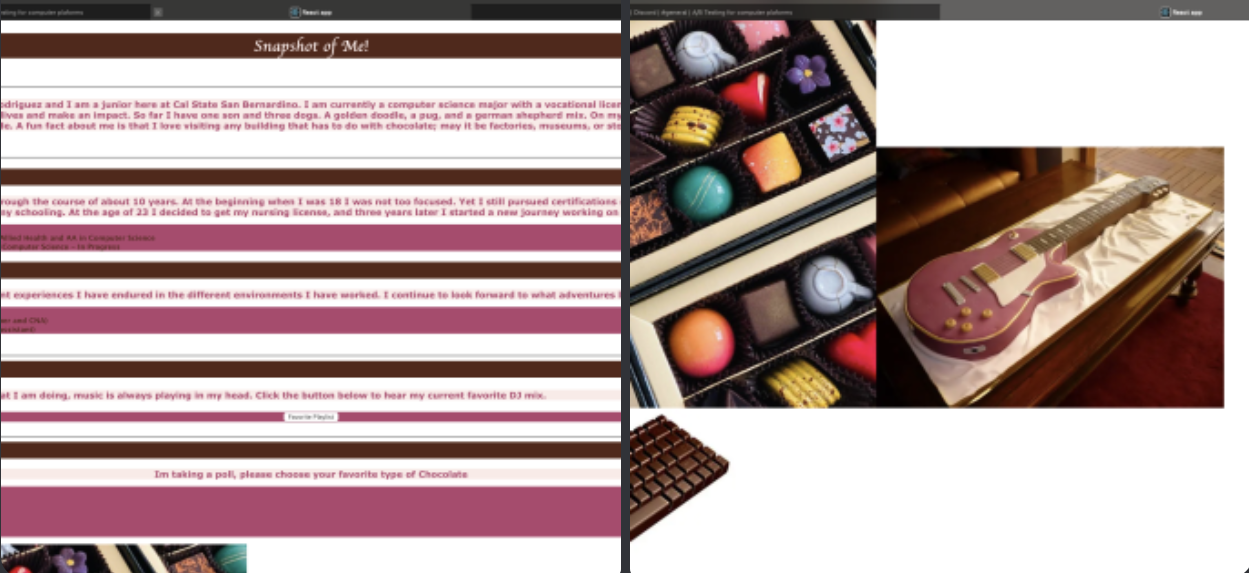 esting for computer plaforms
React app
Discord | #general | A/B Testing for computer plaforms
React app
Snapshot of Me!
odriguez and I am a junior here at Cal State San Bernardino. I am currently a computer science major with a vocational licen
lives and make an impact. So far I have one son and three dogs. A golden doodle, a pug, and a german shepherd mix. On my
le. A fun fact about me is that I love visiting any building that has to do with chocolate; may it be factories, museums, or sto
rough the course of about 10 years. At the beginning when I was 18 I was not too focused. Yet I still pursued certifications
sy schooling. At the age of 23 I decided to get my nursing license, and three years later I started a new journey working on
Allied Health and AA in Computer Science
Computer Science - In Progress
nt experiences I have endured in the different environments I have worked. I continue to look forward to what adventures
er and CNA)
assistant)
at I am doing, music is always playing in my head. Click the button below to hear my current favorite DJ mix.
Favorite Playlist
Im taking a poll, please choose your favorite type of Chocolate